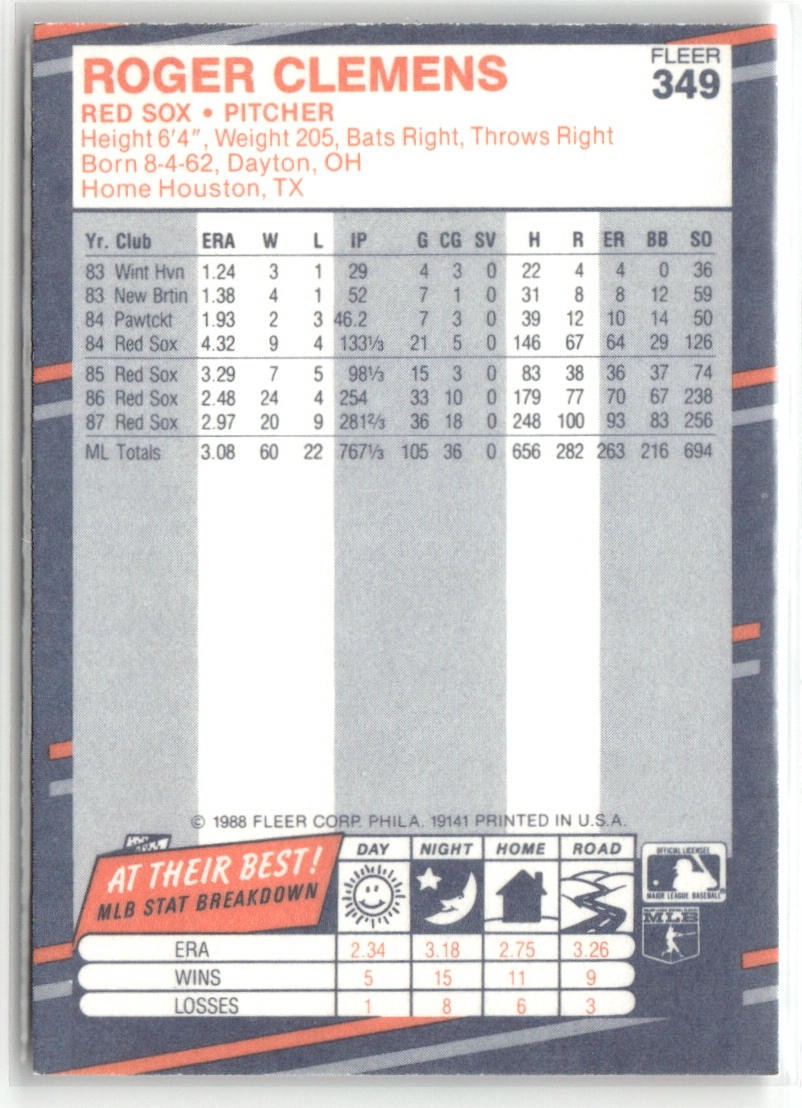 ROGER CLEMENS
FLEER
349
RED SOX • PITCHER
Height 6'4", Weight 205, Bats Right, Throws Right
Born 8-4-62, Dayton, OH
Home Houston, TX
Yr. Club ERA W L IP G CG SV H R ER BB SO
83 Wint Hvn 1.24 3 1 29 4 3 0 22 4 4 0 36
83 New Brtin 1.38 4 1 52 7 1 0 31 8 8 12 59
84 Pawtckt 1.93 2 3 46.2 7 3 0 39 12 10 14 50
84 Red Sox 4.32 9 4 133⅓ 21 5 0 146 67 64 29 126
85 Red Sox 3.29 7 5 98⅓ 15 3 0 83 38 36 37 74
86 Red Sox 2.48 24 4 254 33 10 0 179 77 70 67 238
87 Red Sox 2.97 20 9 281⅔ 36 18 0 248 100 93 83 256
ML Totals 3.08 60 22 767⅓ 105 36 0 656 282 263 216 694
© 1988 FLEER CORP. PHILA. 19141 PRINTED IN U.S.A.
AT THEIR BEST!
MLB STAT BREAKDOWN
DAY NIGHT HOME ROAD
OFFICIAL LICENSEE
MAJOR LEAGUE BASEBALL
MLB
ERA 2.34 3.18 2.75 3.26
WINS 5 15 11 9
LOSSES 1 8 6 3